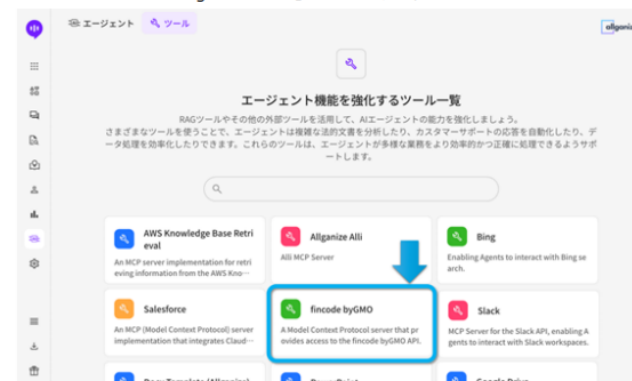 エージェント ツール
allgani
エージェント機能を強化するツール一覧
RAGツールやその他の外部ツールを活用して、AIエージェントの能力を強化しましょう。
さまざまなツールを使うことで、エージェントは複雑な法的文書を分析したり、カスタマーサポートの応答を自動化したり、デ
ータ処理を効率化したりできます。これらのツールは、エージェントが多様な業務をより効率的かつ正確に処理できるようサポ
ートします。
AWS Knowledge Base Retri
eval
An MCP server implementation for retri
eving information from the AWS Kno…
Allganize Alli
Alli MCP Server
Bing
Enabling Agents to interact with Bing se
arch.
Salesforce
An MCP (Model Context Protocol) server
implementation that integrates Claud…
fincode byGMO
A Model Context Protocol server that pr
ovides access to the fincode byGMO API.
Slack
MCP Server for the Slack API, enabling A
gents to interact with Slack workspaces.